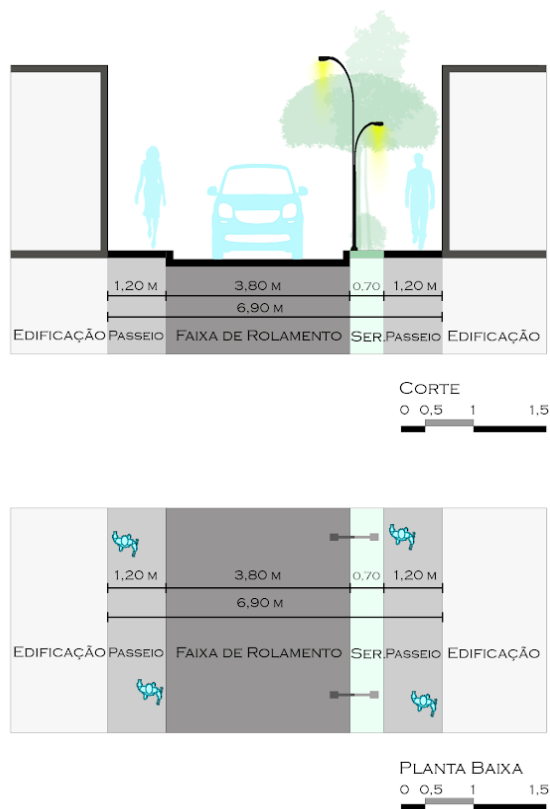 1,20 M 3,80 M 0,70 1,20 M
6,90 M
EDIFICAÇÃO PASSEIO FAIXA DE ROLAMENTO SER. PASSEIO EDIFICAÇÃO
CORTE
0 0,5 1 1,5
1,20 M 3,80 M 0,70 1,20 M
6,90 M
EDIFICAÇÃO PASSEIO FAIXA DE ROLAMENTO SER. PASSEIO EDIFICAÇÃO
PLANTA BAIXA
0 0,5 1 1,5